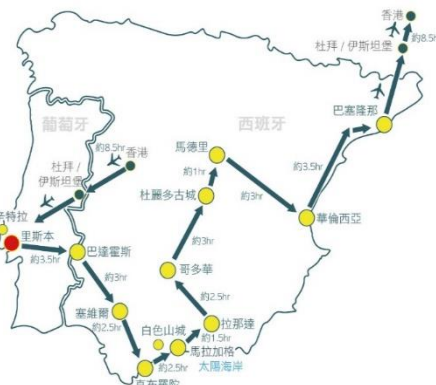 香港
約8.5hr
杜拜 / 伊斯坦堡
巴塞隆那
葡萄牙
西班牙
約8.5hr
香港
杜拜 /
伊斯坦堡
馬德里
約1hr
杜麗多古城
約3hr
約3.5hr
華倫西亞
里斯本
約3.5hr
巴達霍斯
約3hr
哥多華
約3hr
塞維爾
約2.5hr
約2.5hr
白色山城
拉那達
約1.5hr
馬拉加格
約2.5hr
太陽海岸